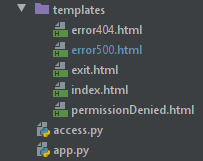 templates
error404.html
error500.html
exit.html
index.html
permissionDenied.html
access.py
app.py